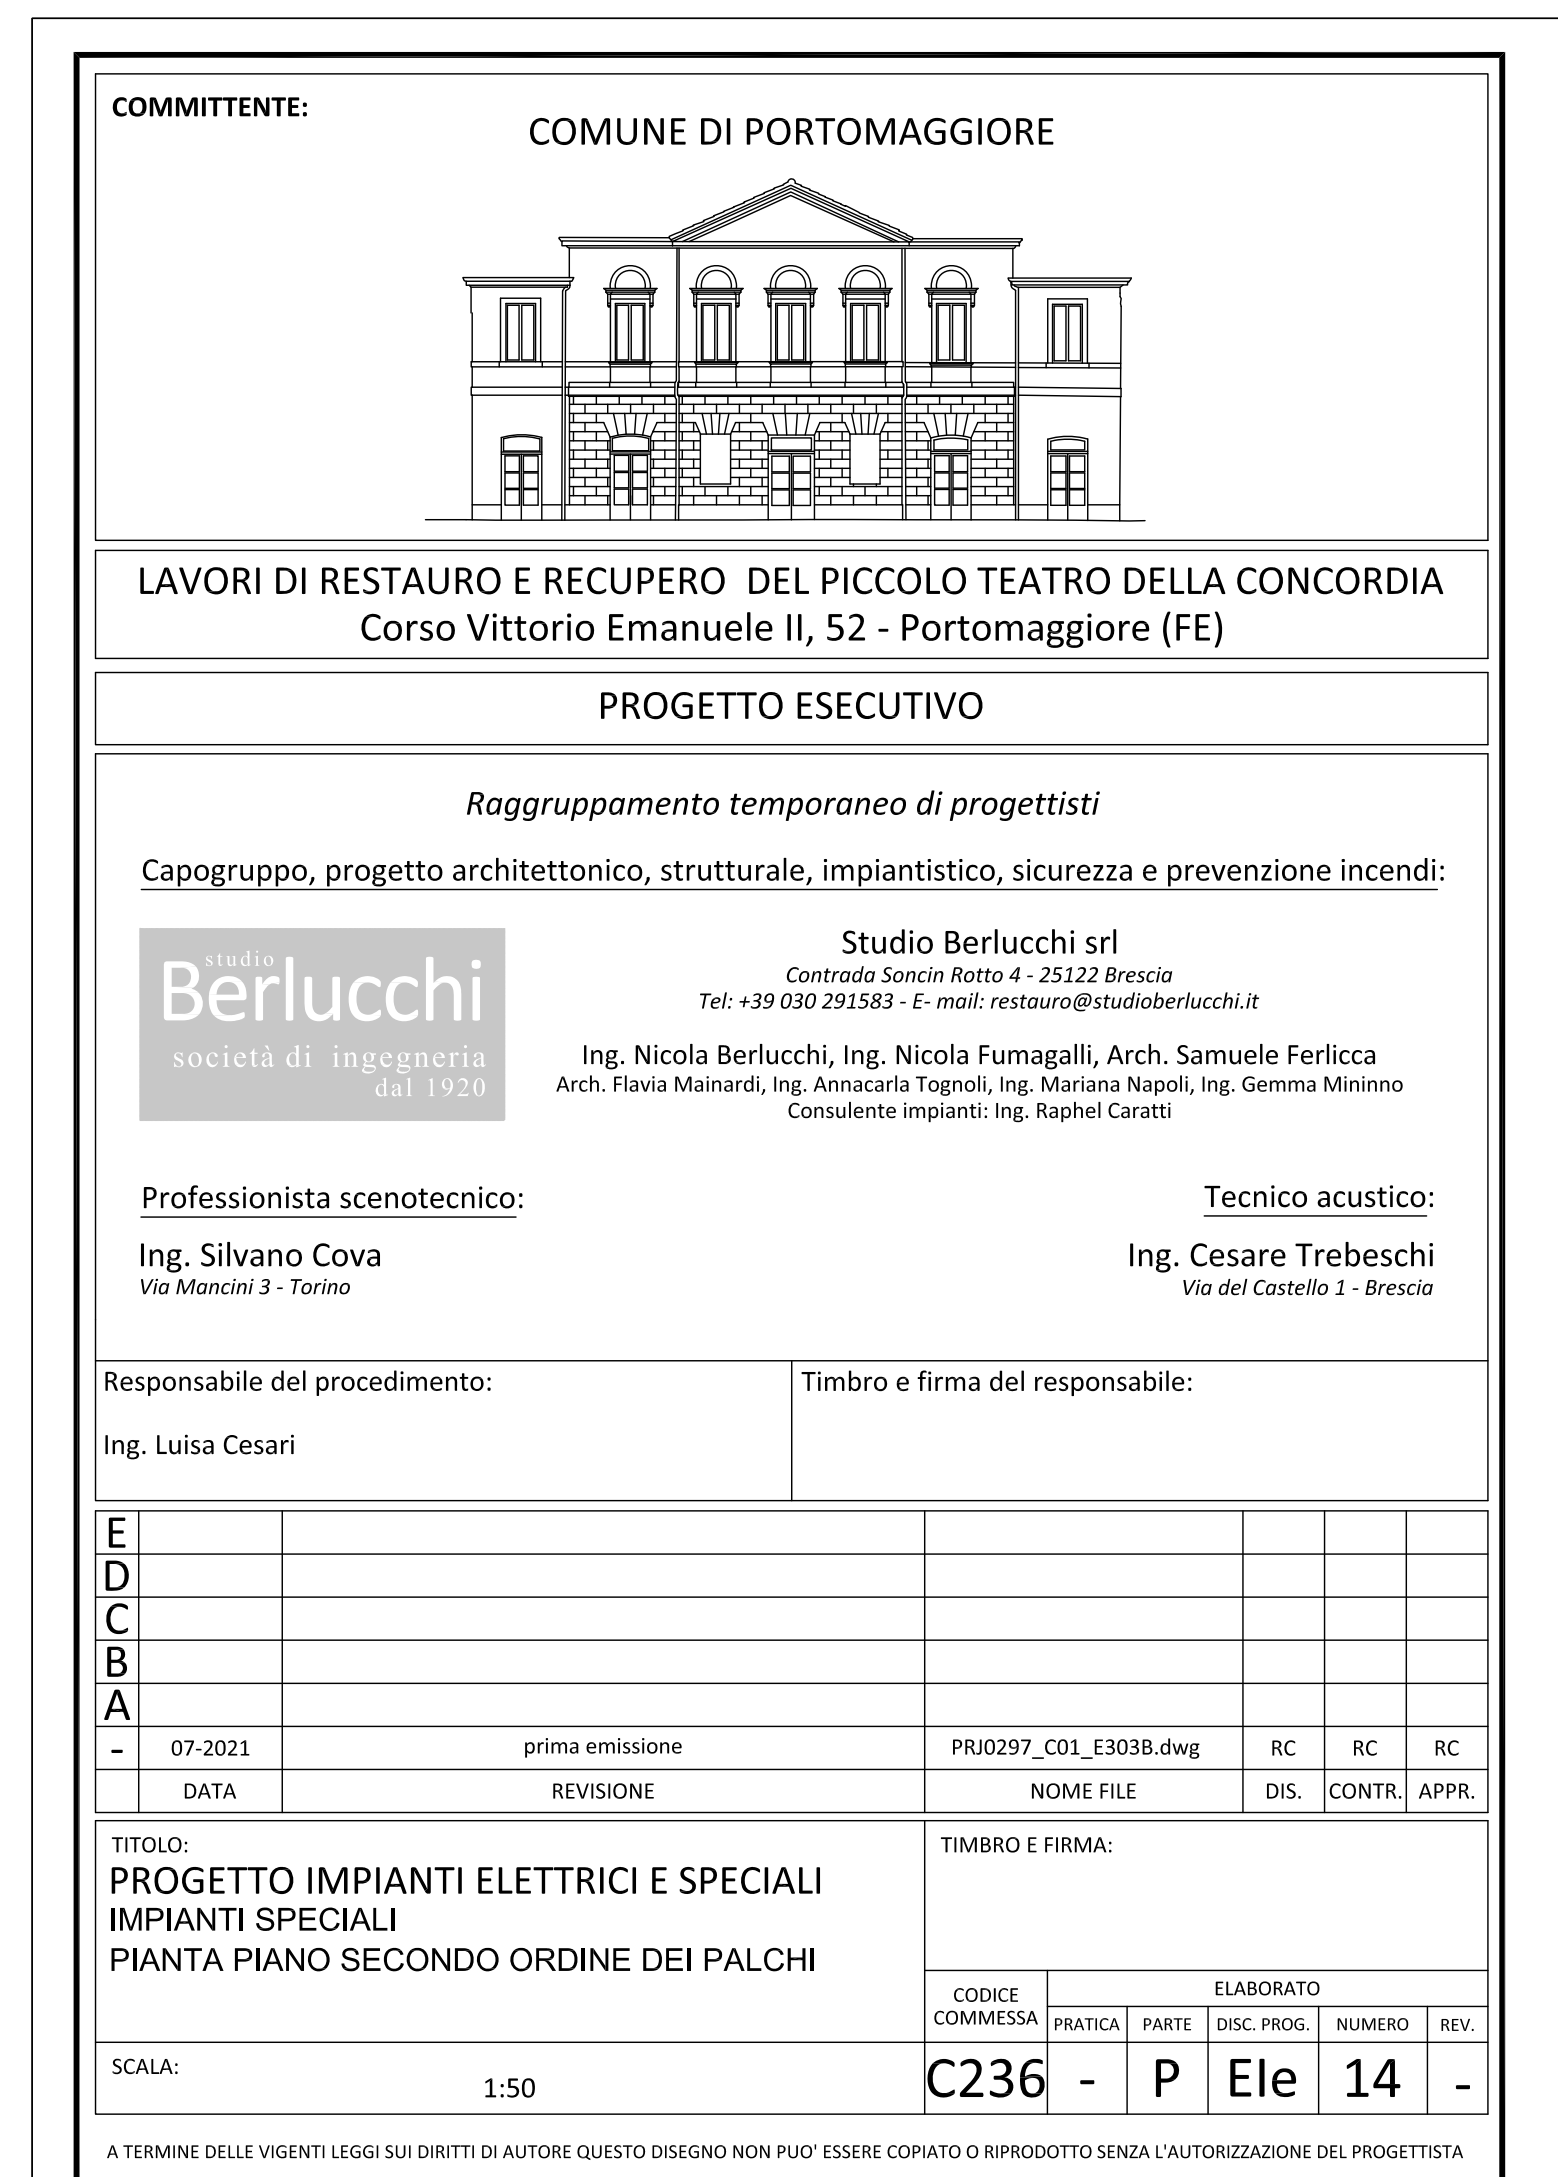 COMMITTENTE:
COMUNE DI PORTOMAGGIORE
LAVORI DI RESTAURO E RECUPERO DEL PICCOLO TEATRO DELLA CONCORDIA
Corso Vittorio Emanuele II, 52 - Portomaggiore (FE)
PROGETTO ESECUTIVO
Raggruppamento temporaneo di progettisti
Capogruppo, progetto architettonico, strutturale, impiantistico, sicurezza e prevenzione incendi:
studio
Berlucchi
società di ingegneria
dal 1920
Studio Berlucchi srl
Contrada Soncin Rotto 4 - 25122 Brescia
Tel: +39 030 291583 - E- mail: restauro@studioberlucchi.it
Ing. Nicola Berlucchi, Ing. Nicola Fumagalli, Arch. Samuele Ferlicca
Arch. Flavia Mainardi, Ing. Annacarla Tognoli, Ing. Mariana Napoli, Ing. Gemma Mininno
Consulente impianti: Ing. Raphel Caratti
Professionista scenotecnico:
Ing. Silvano Cova
Via Mancini 3 - Torino
Tecnico acustico:
Ing. Cesare Trebeschi
Via del Castello 1 - Brescia
Responsabile del procedimento:
Ing. Luisa Cesari
Timbro e firma del responsabile:
E
D
C
B
A
- 07-2021 prima emissione PRJ0297_C01_E303B.dwg RC RC RC
DATA REVISIONE NOME FILE DIS. CONTR. APPR.
TITOLO:
PROGETTO IMPIANTI ELETTRICI E SPECIALI
IMPIANTI SPECIALI
PIANTA PIANO SECONDO ORDINE DEI PALCHI
TIMBRO E FIRMA:
CODICE
COMMESSA
ELABORATO
PRATICA PARTE DISC. PROG. NUMERO REV.
SCALA:
1:50
C236 - P Ele 14 -
A TERMINE DELLE VIGENTI LEGGI SUI DIRITTI DI AUTORE QUESTO DISEGNO NON PUO' ESSERE COPIATO O RIPRODOTTO SENZA L'AUTORIZZAZIONE DEL PROGETTISTA